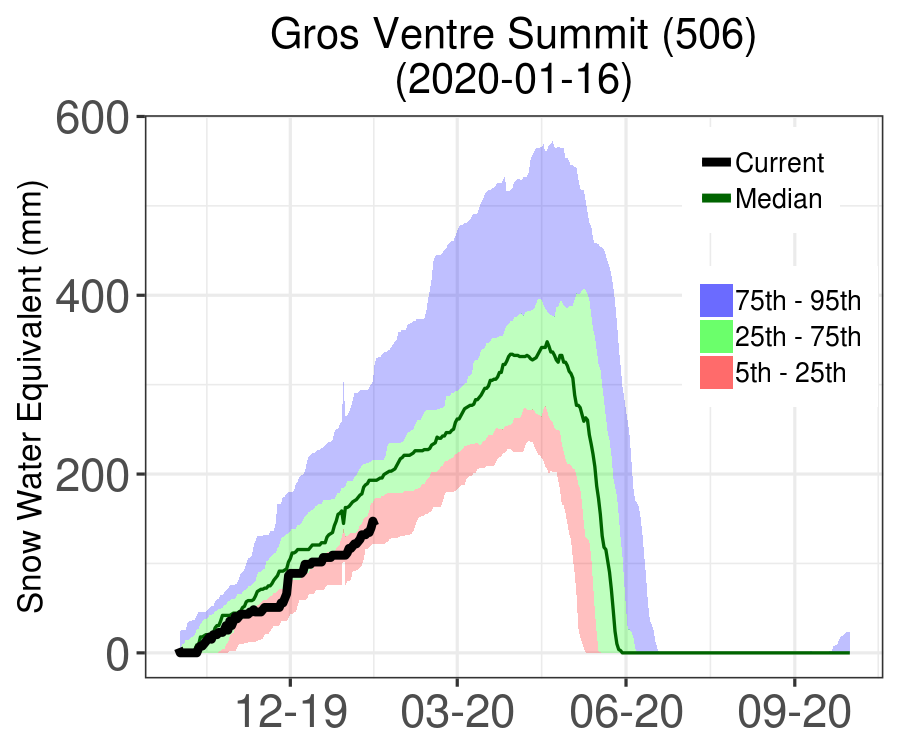 Gros Ventre Summit (506)
(2020-01-16)
Snow Water Equivalent (mm)
600
400
200
0
Current
Median
75th - 95th
25th - 75th
5th - 25th
12-19 03-20 06-20 09-20